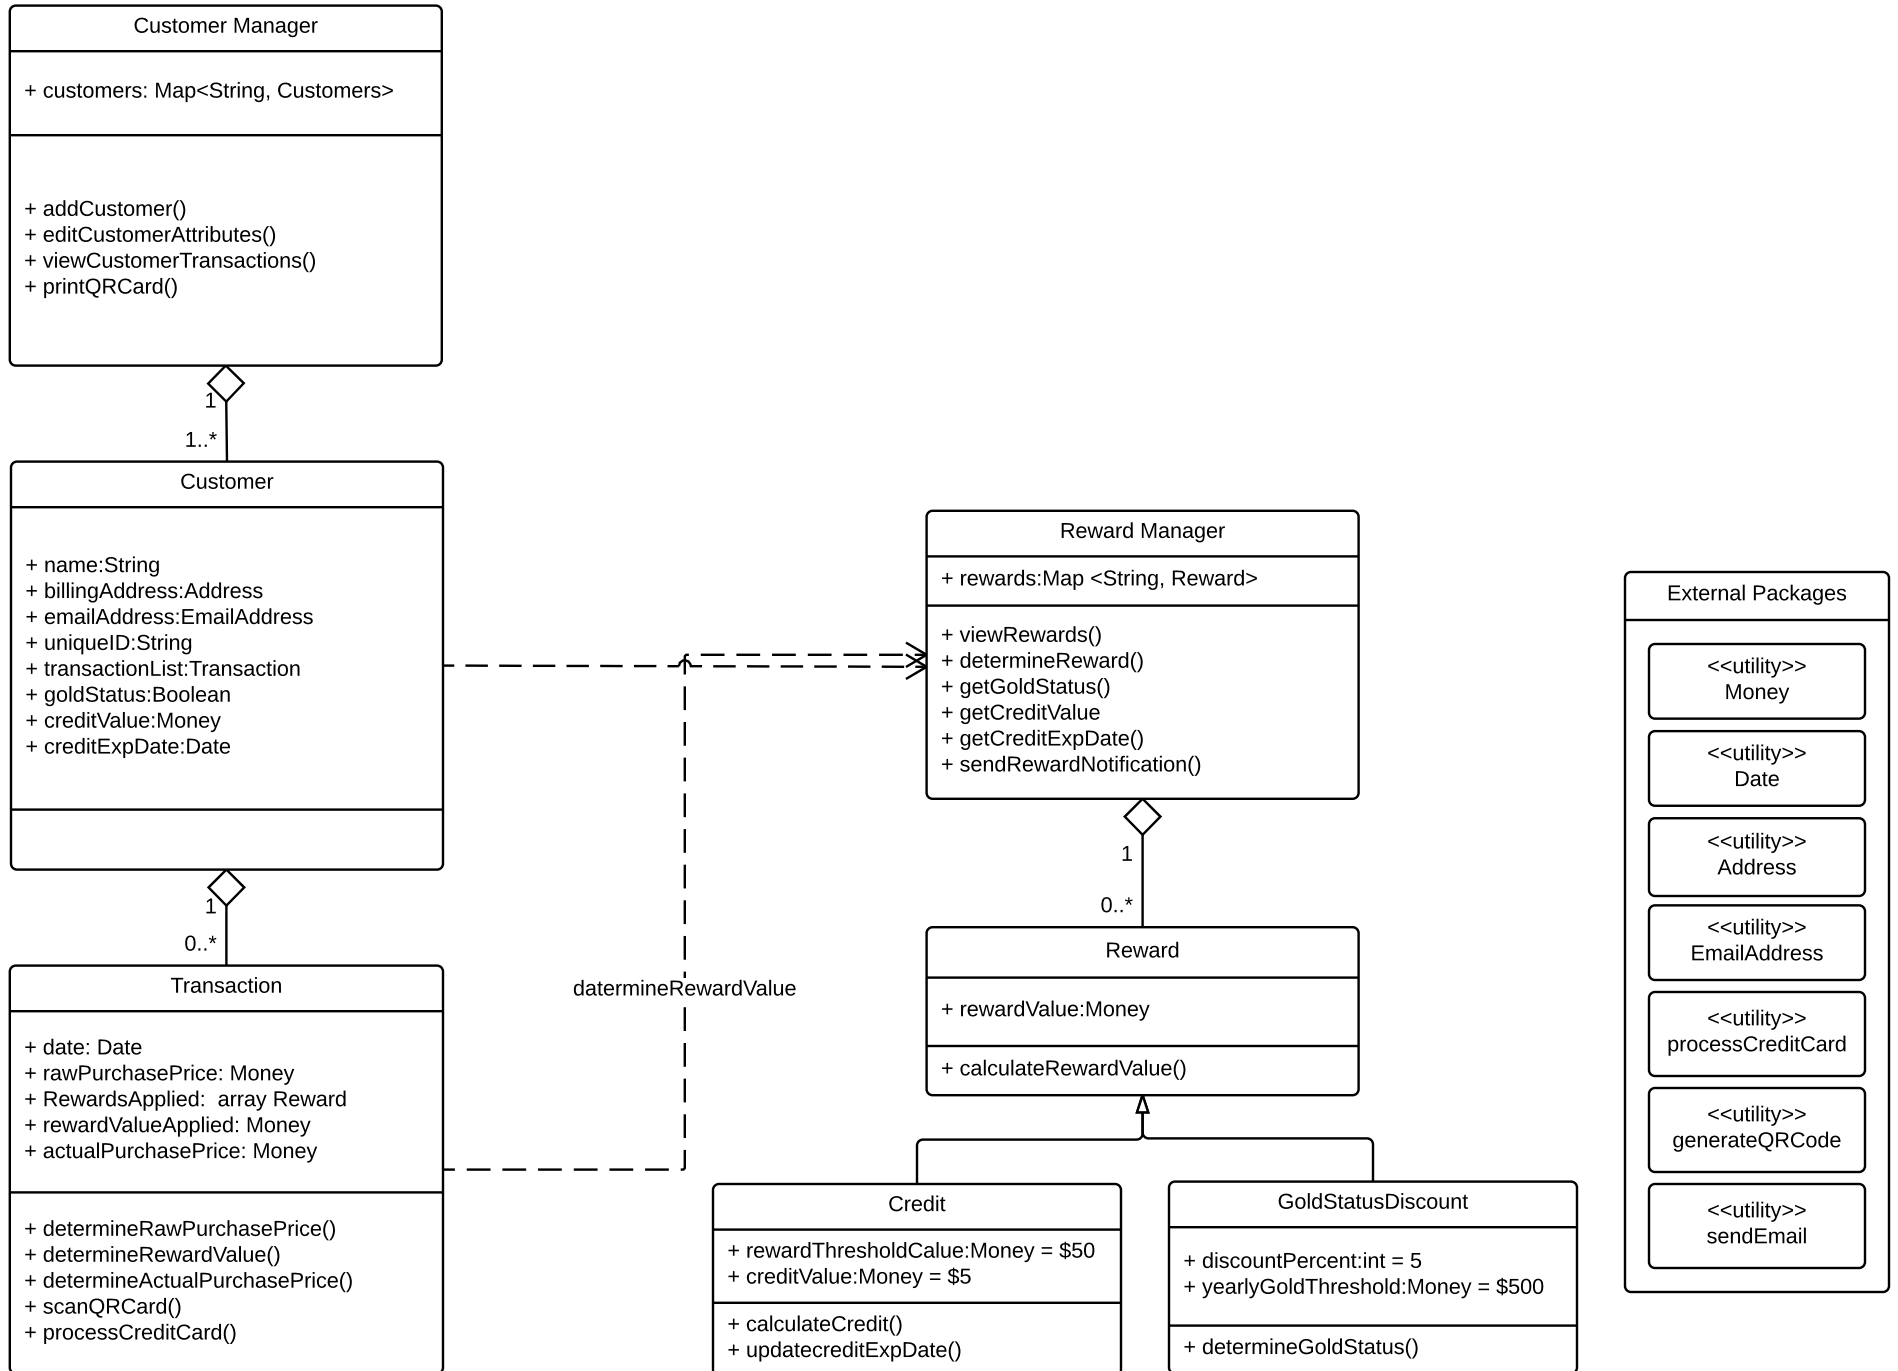 Customer Manager
+ customers: Map<String, Customers>
+ addCustomer()
+ editCustomerAttributes()
+ viewCustomerTransactions()
+ printQRCard()
1
1..*
Customer
+ name:String
+ billingAddress:Address
+ emailAddress:EmailAddress
+ uniqueID:String
+ transactionList:Transaction
+ goldStatus:Boolean
+ creditValue:Money
+ creditExpDate:Date
1
0..*
Transaction
+ date: Date
+ rawPurchasePrice: Money
+ RewardsApplied:  array Reward
+ rewardValueApplied: Money
+ actualPurchasePrice: Money
+ determineRawPurchasePrice()
+ determineRewardValue()
+ determineActualPurchasePrice()
+ scanQRCard()
+ processCreditCard()
datermineRewardValue
Reward Manager
+ rewards:Map <String, Reward>
+ viewRewards()
+ determineReward()
+ getGoldStatus()
+ getCreditValue
+ getCreditExpDate()
+ sendRewardNotification()
1
0..*
Reward
+ rewardValue:Money
+ calculateRewardValue()
Credit
+ rewardThresholdCalue:Money = $50
+ creditValue:Money = $5
+ calculateCredit()
+ updatecreditExpDate()
GoldStatusDiscount
+ discountPercent:int = 5
+ yearlyGoldThreshold:Money = $500
+ determineGoldStatus()
External Packages
<<utility>>
Money
<<utility>>
Date
<<utility>>
Address
<<utility>>
EmailAddress
<<utility>>
processCreditCard
<<utility>>
generateQRCode
<<utility>>
sendEmail